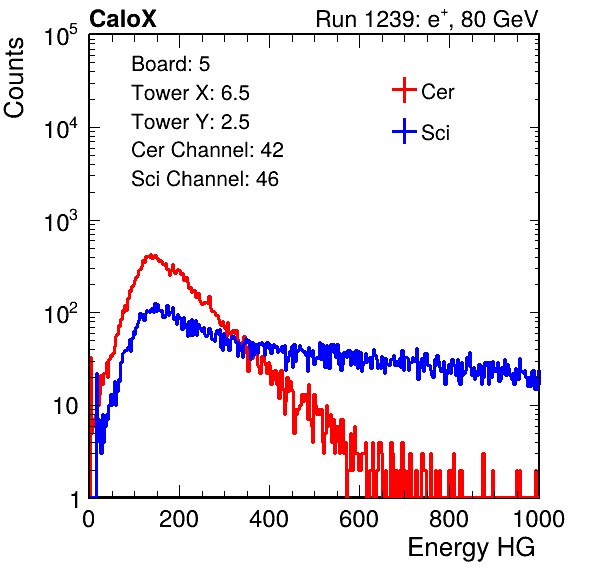 CaloX Run 1239: e⁺, 80 GeV
Counts
Board: 5
Tower X: 6.5
Tower Y: 2.5
Cer Channel: 42
Sci Channel: 46
Cer
Sci
10⁵
10⁴
10³
10²
10
1
0 200 400 600 800 1000
Energy HG